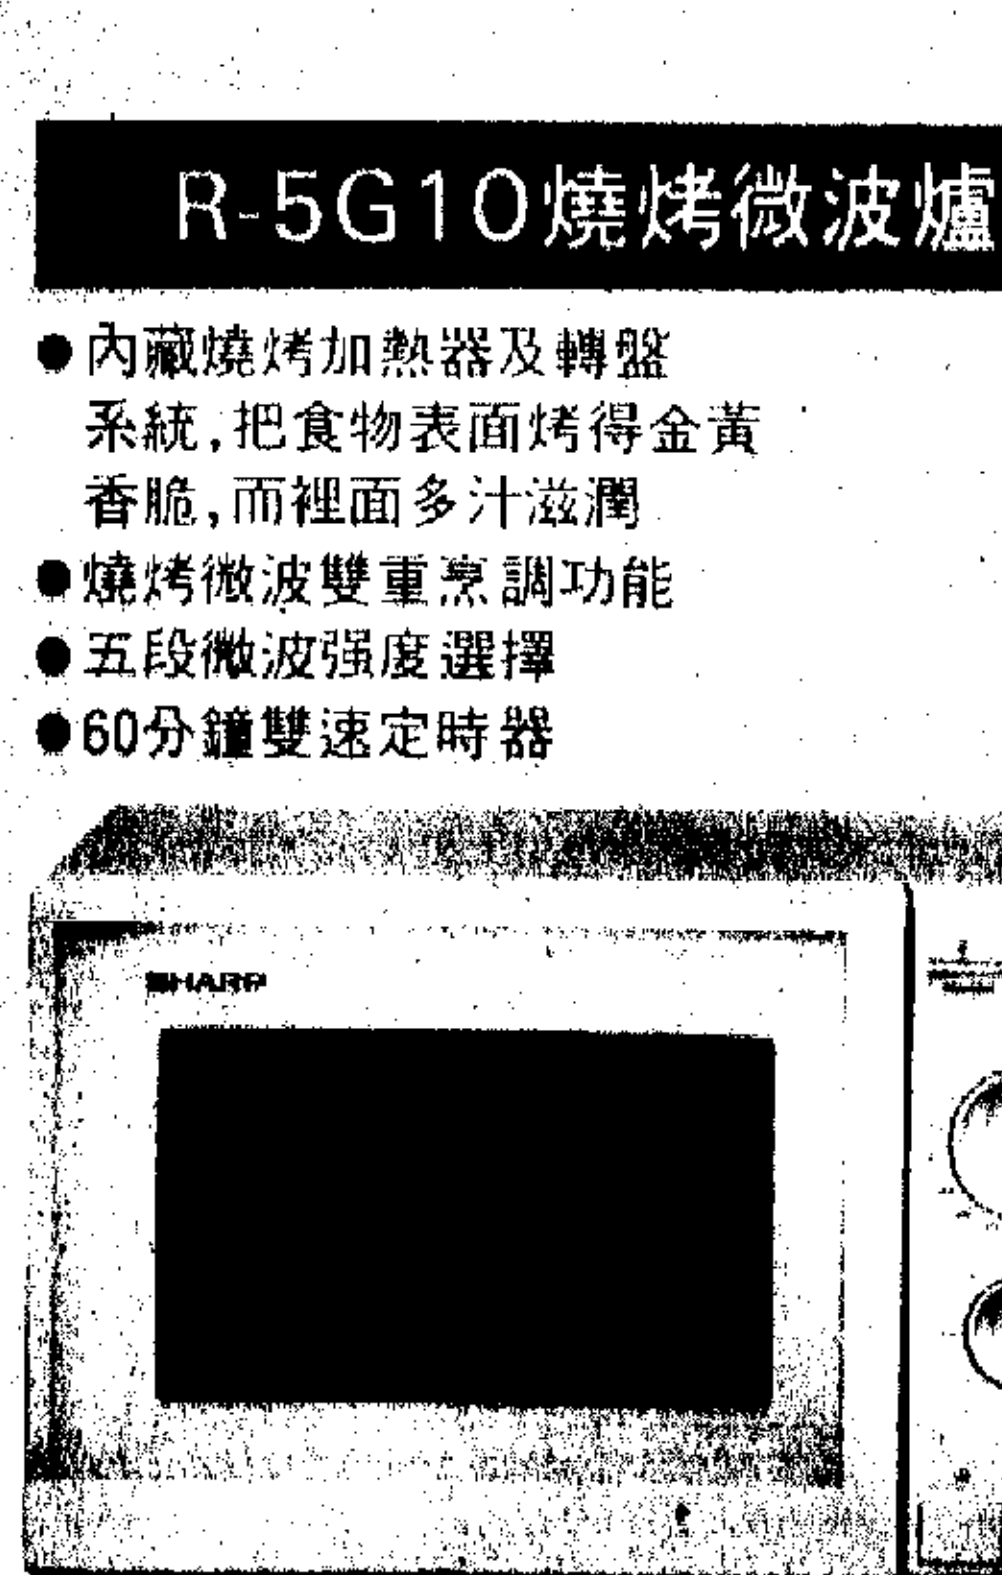 R-5G10燒烤微波爐
●內藏燒烤加熱器及轉盤
系統,把食物表面烤得金黃
香脆,而裡面多汁滋潤
●燒烤微波雙重烹調功能
●五段微波强度選擇
●60分鐘雙速定時器
SHARP